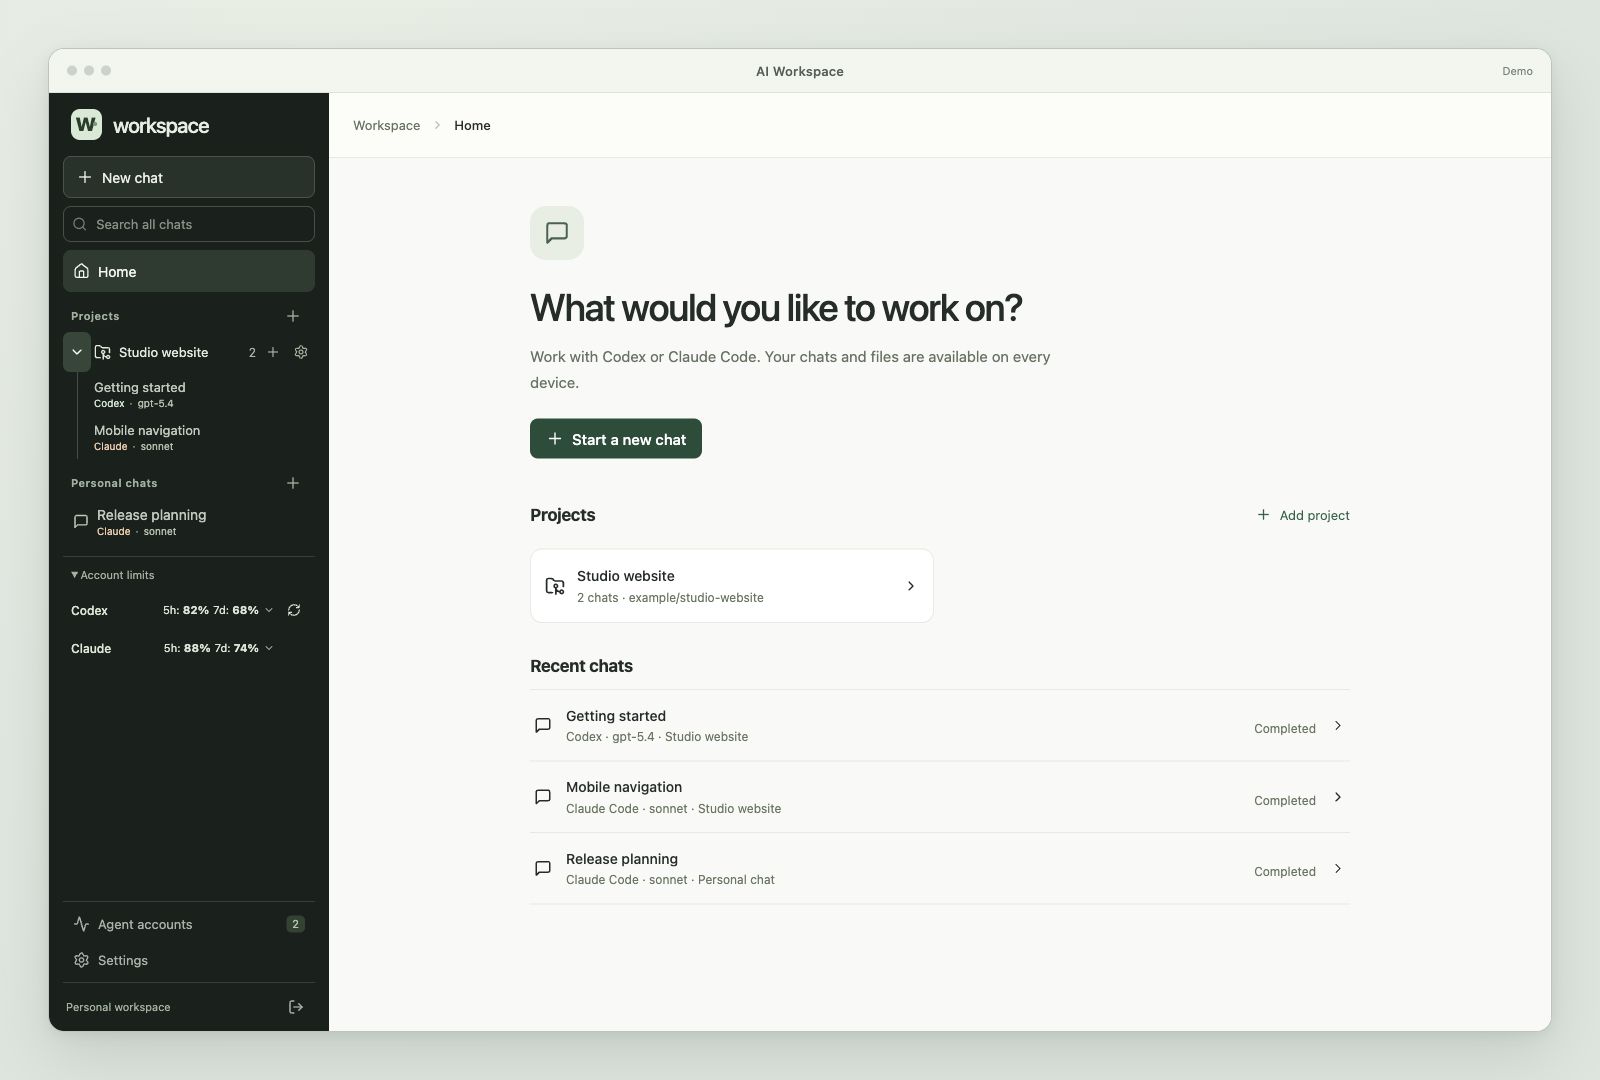 AI Workspace
Demo
W
workspace
New chat
Search all chats
Home
Projects
Studio website 2
Getting started
Codex · gpt-5.4
Mobile navigation
Claude · sonnet
Personal chats
Release planning
Claude · sonnet
Account limits
Codex 5h: 82% 7d: 68%
Claude 5h: 88% 7d: 74%
Agent accounts 2
Settings
Personal workspace
Workspace Home
What would you like to work on?
Work with Codex or Claude Code. Your chats and files are available on every
device.
Start a new chat
Projects
Add project
Studio website
2 chats · example/studio-website
Recent chats
Getting started
Codex · gpt-5.4 · Studio website
Completed
Mobile navigation
Claude Code · sonnet · Studio website
Completed
Release planning
Claude Code · sonnet · Personal chat
Completed